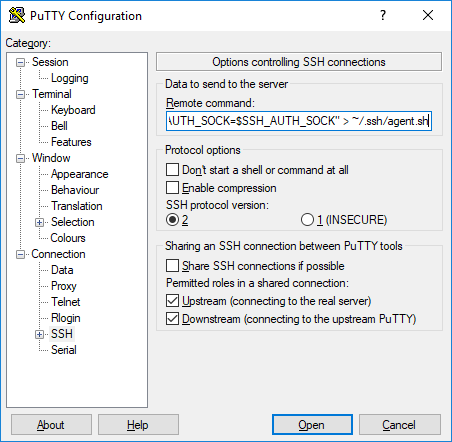 PuTTY Configuration ? ×
Category:
Session
Logging
Terminal
Keyboard
Bell
Features
Window
Appearance
Behaviour
Translation
Selection
Colours
Connection
Data
Proxy
Telnet
Rlogin
SSH
Serial
Options controlling SSH connections
Data to send to the server
Remote command:
AUTH_SOCK=$SSH_AUTH_SOCK" > ~/.ssh/agent.sh
Protocol options
Don't start a shell or command at all
Enable compression
SSH protocol version:
2 1 (INSECURE)
Sharing an SSH connection between PuTTY tools
Share SSH connections if possible
Permitted roles in a shared connection:
Upstream (connecting to the real server)
Downstream (connecting to the upstream PuTTY)
About Help Open Cancel